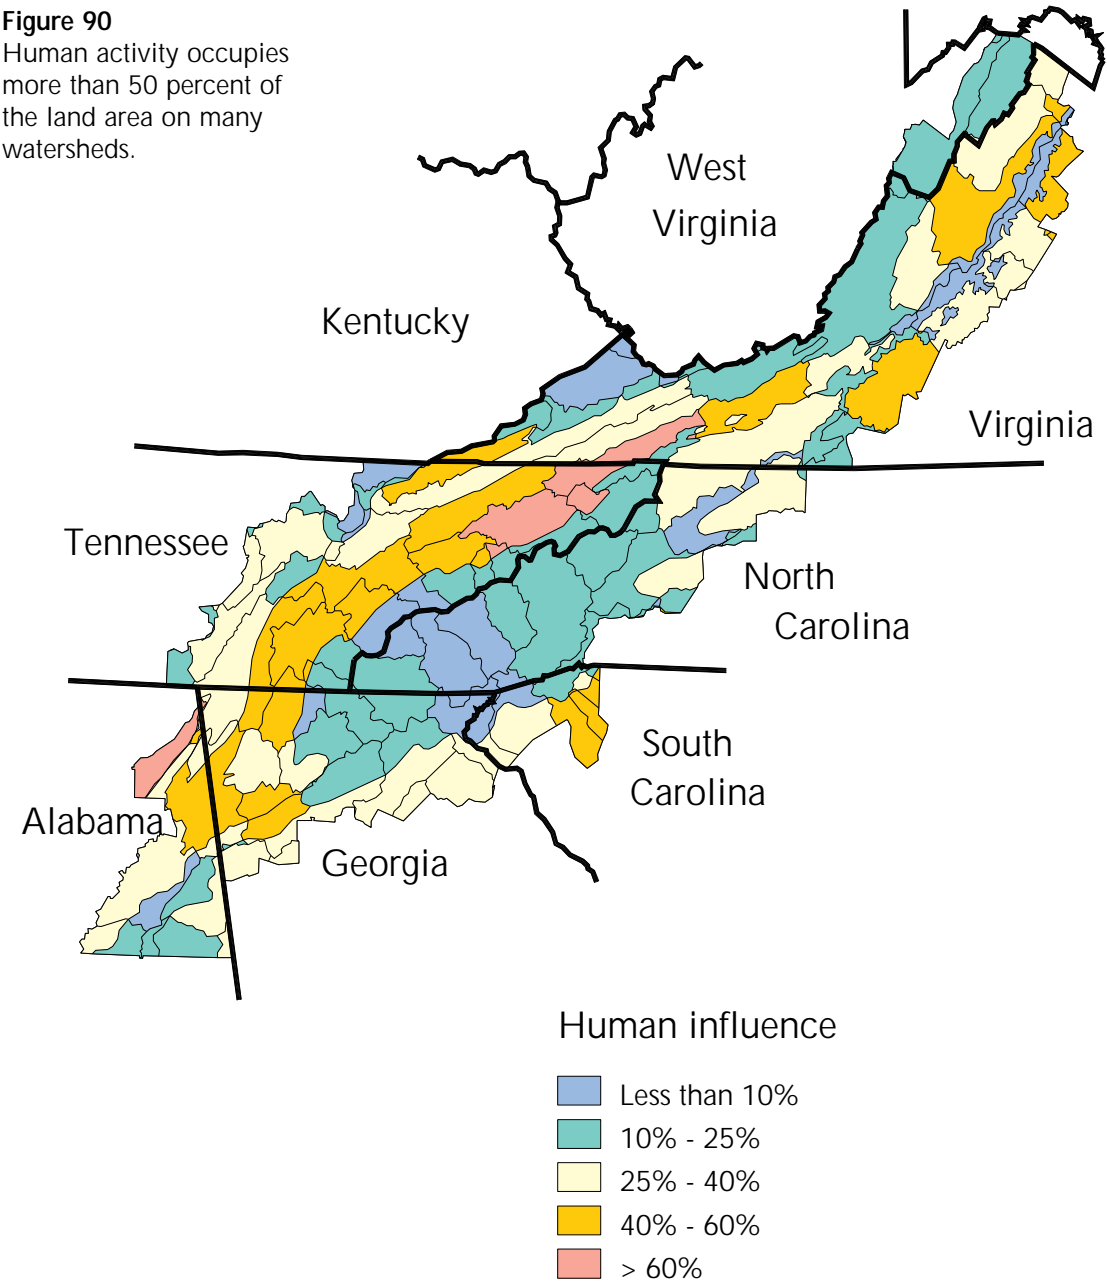 Figure 90
Human activity occupies
more than 50 percent of
the land area on many
watersheds.
West
Virginia
Kentucky
Virginia
Tennessee
North
Carolina
South
Carolina
Alabama
Georgia
Human influence
Less than 10%
10% - 25%
25% - 40%
40% - 60%
> 60%